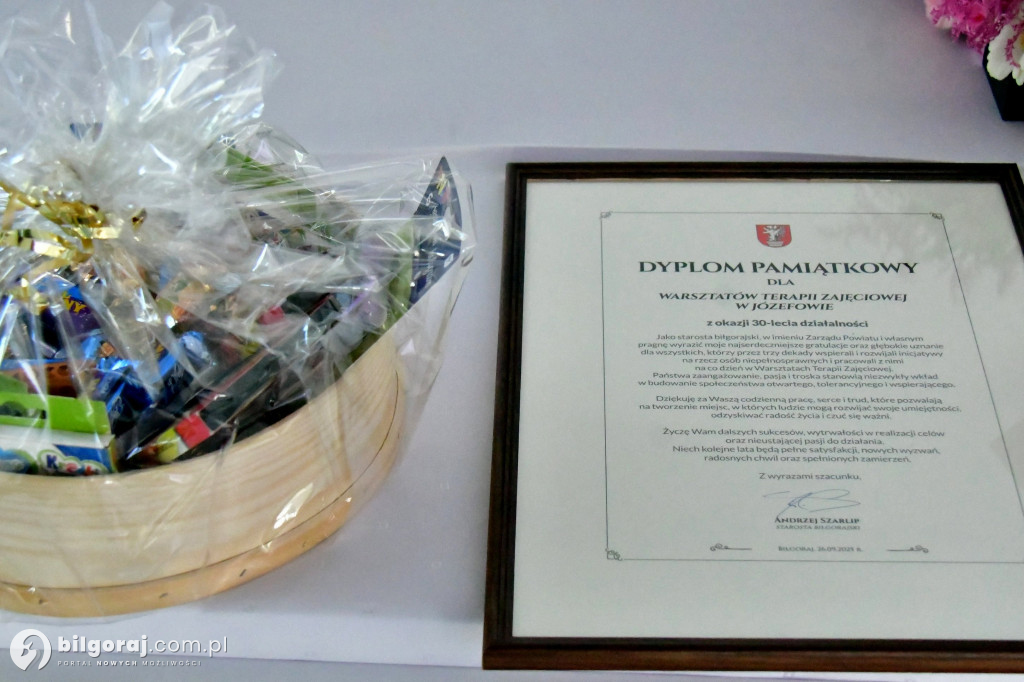 DYPLOM PAMIĄTKOWY
DLA
WARSZTATÓW TERAPII ZAJĘCIOWEJ
W JÓZEFOWIE
z okazji 30-lecia działalności
Jako starosta biłgorajski, w imieniu Zarządu Powiatu i własnym
pragnę wyrazić moje najserdeczniejsze gratulacje oraz głębokie uznanie
dla wszystkich, którzy przez trzy dekady wspierali i rozwijali inicjatywy
na rzecz osób niepełnosprawnych i pracowali z nimi
na co dzień w Warsztatach Terapii Zajęciowej.
Państwa zaangażowanie, pasja i troska stanowią niezwykły wkład
w budowanie społeczeństwa otwartego, tolerancyjnego i wspierającego.
Dziękuję za Waszą codzienną pracę, serce i trud, które pozwalają
na tworzenie miejsc, w których ludzie mogą rozwijać swoje umiejętności,
odzyskiwać radość życia i czuć się ważni.
Życzę Wam dalszych sukcesów, wytrwałości w realizacji celów
oraz nieustającej pasji do działania.
Niech kolejne lata będą pełne satysfakcji, nowych wyzwań,
radosnych chwil oraz spełnionych zamierzeń.
Z wyrazami szacunku,
ANDRZEJ SZARLIP
STAROSTA BIŁGORAJSKI
BIŁGORAJ, 26.09.2025 R.
bilgoraj.com.pl
PORTAL NOWYCH MOŻLIWOŚCI